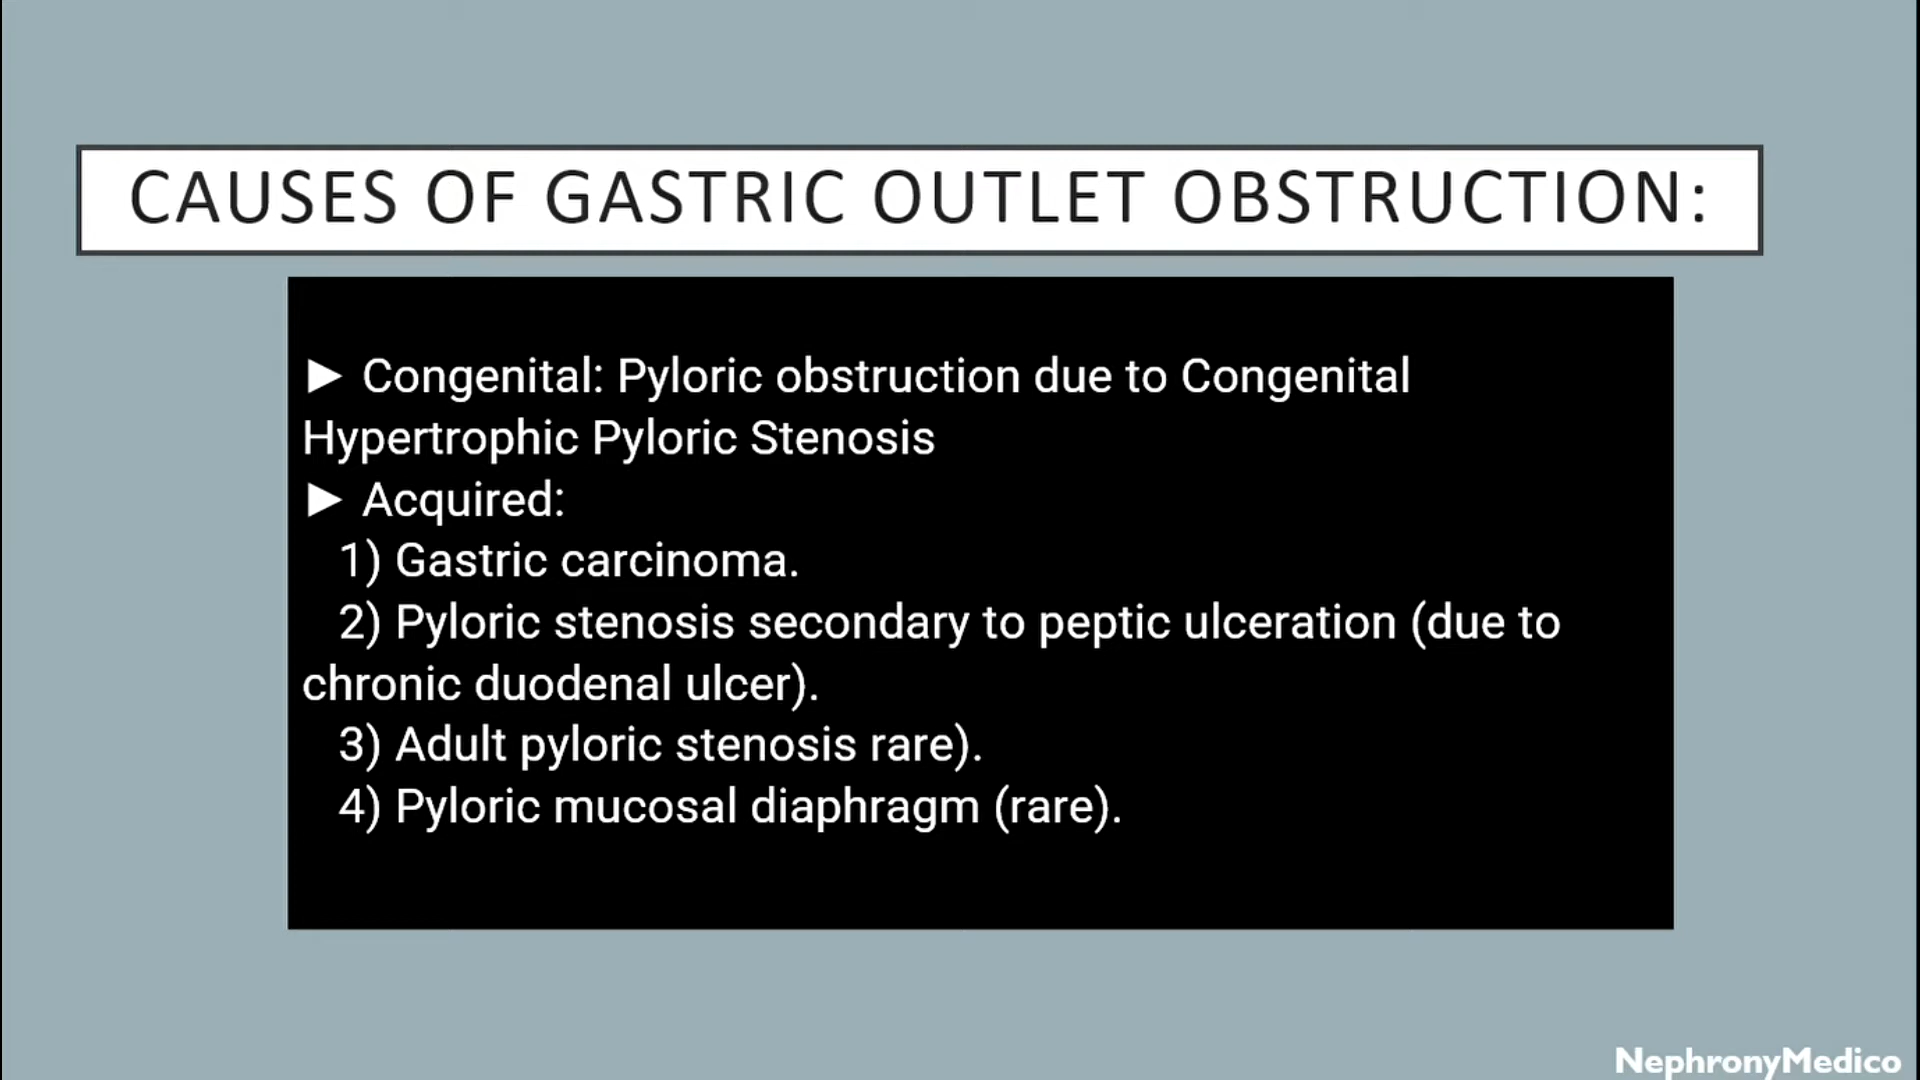 CAUSES OF GASTRIC OUTLET OBSTRUCTION:
► Congenital: Pyloric obstruction due to Congenital
Hypertrophic Pyloric Stenosis
► Acquired:
1) Gastric carcinoma.
2) Pyloric stenosis secondary to peptic ulceration (due to
chronic duodenal ulcer).
3) Adult pyloric stenosis rare).
4) Pyloric mucosal diaphragm (rare).
NephronyMedico